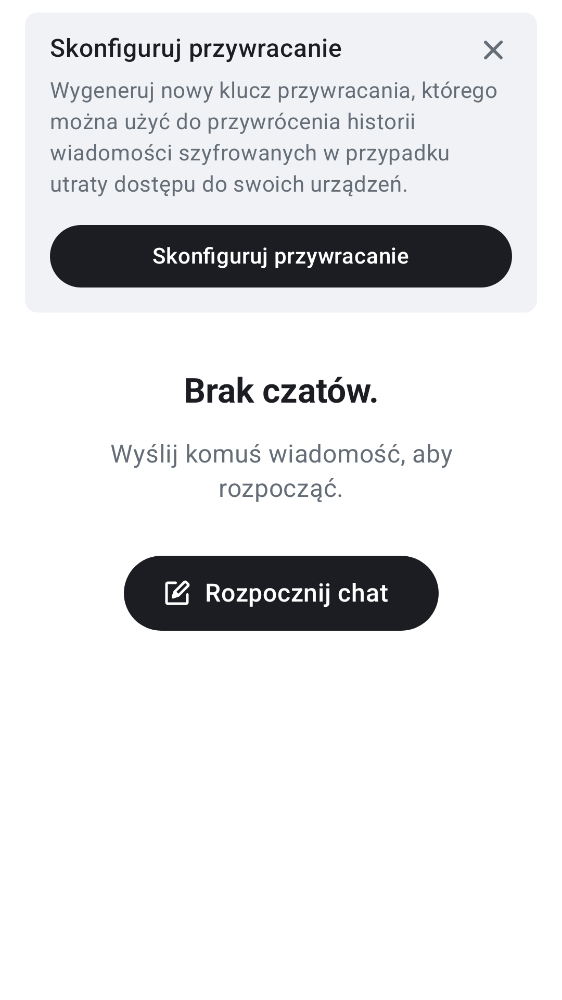 Skonfiguruj przywracanie
Wygeneruj nowy klucz przywracania, którego
można użyć do przywrócenia historii
wiadomości szyfrowanych w przypadku
utraty dostępu do swoich urządzeń.
Skonfiguruj przywracanie
Brak czatów.
Wyślij komuś wiadomość, aby
rozpocząć.
Rozpocznij chat